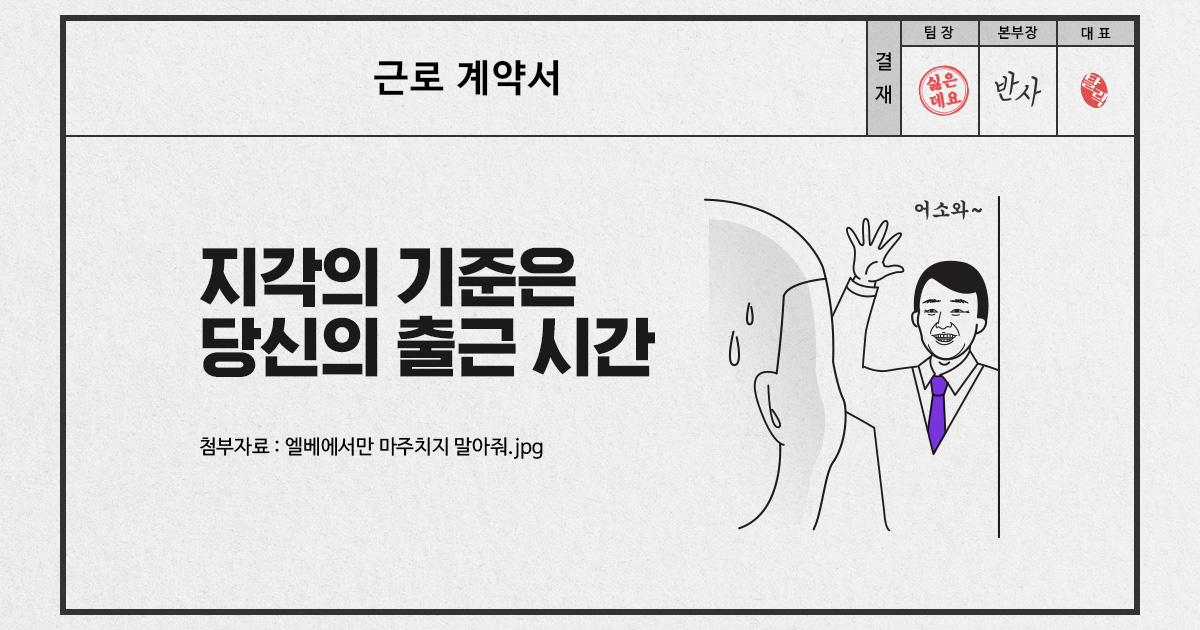 근로 계약서
결재
팀 장
본부장
대 표
싫은
데요
반사
클릭
어소와~
지각의 기준은
당신의 출근 시간
첨부자료 : 엘베에서만 마주치지 말아줘.jpg